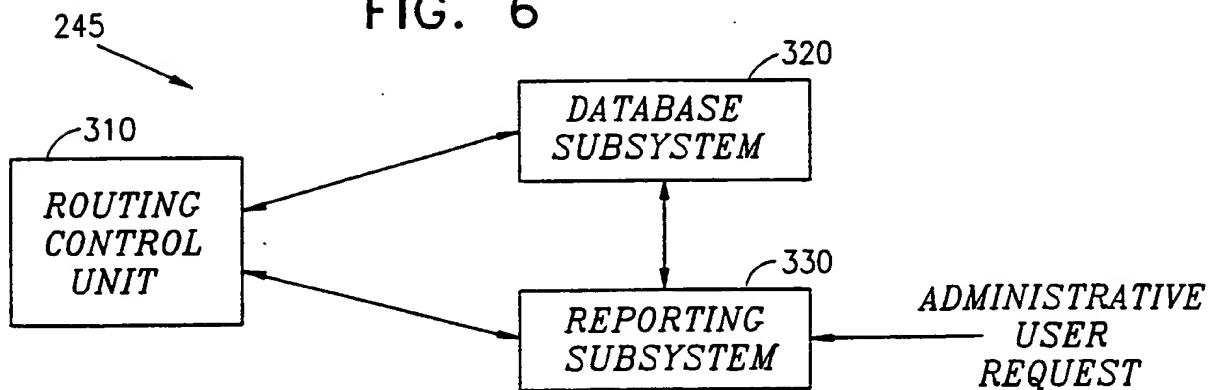 FIG. 6
245
320
DATABASE
SUBSYSTEM
310
ROUTING
CONTROL
UNIT
330
REPORTING
SUBSYSTEM
ADMINISTRATIVE
USER
REQUEST